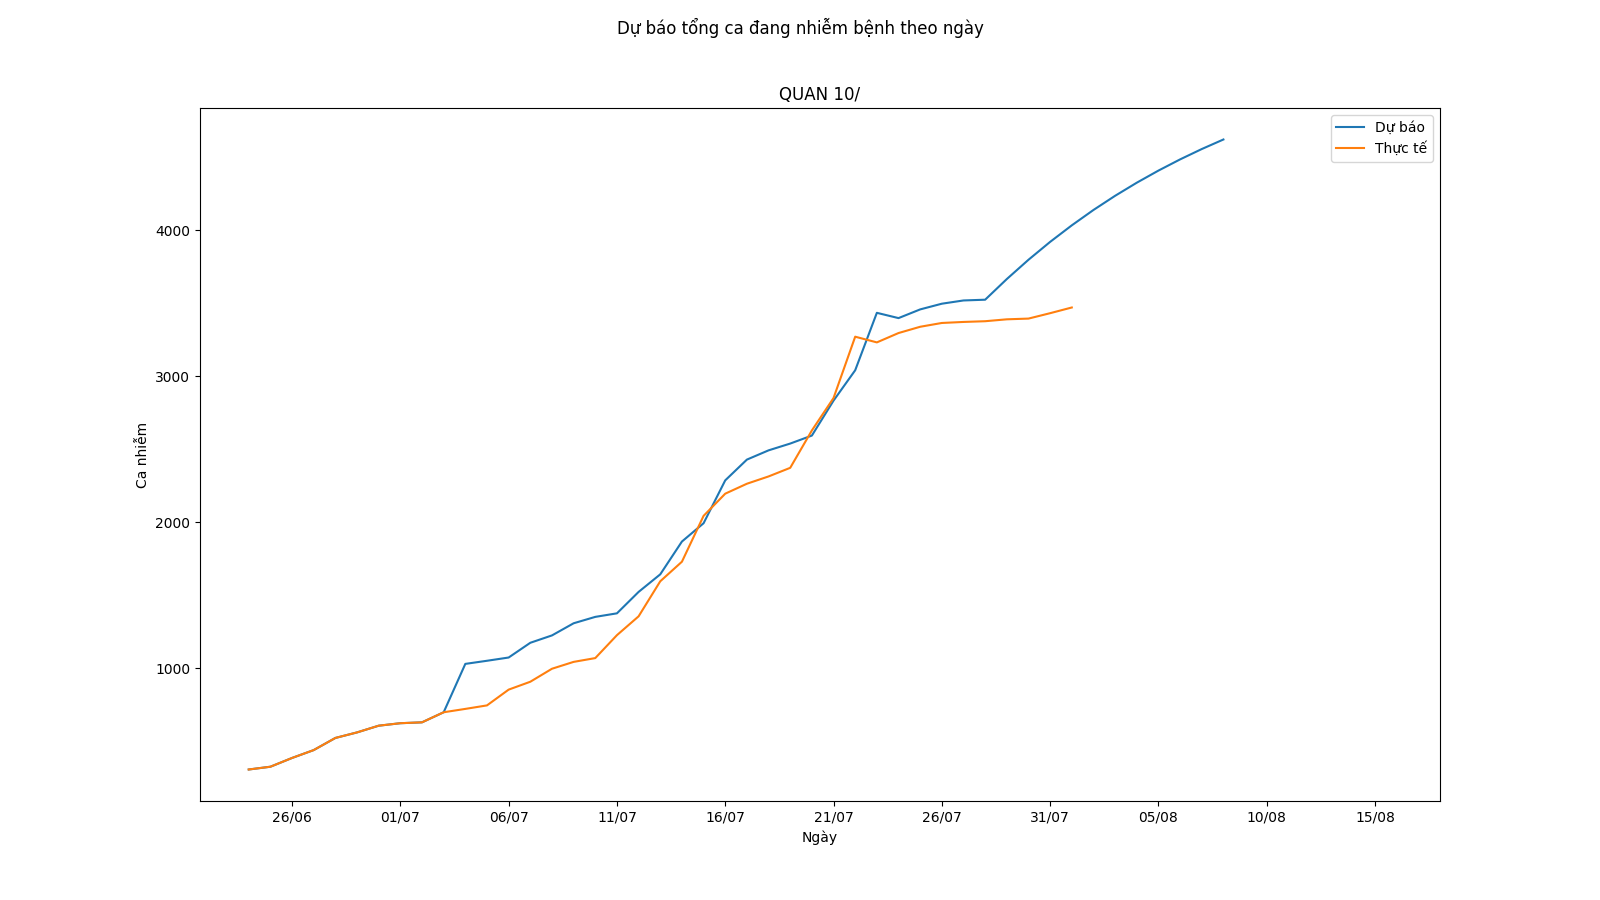 Dự báo tổng ca đang nhiễm bệnh theo ngày
QUAN 10/
Dự báo
Thực tế
Ca nhiễm
4000
3000
2000
1000
26/06 01/07 06/07 11/07 16/07 21/07 26/07 31/07 05/08 10/08 15/08
Ngày